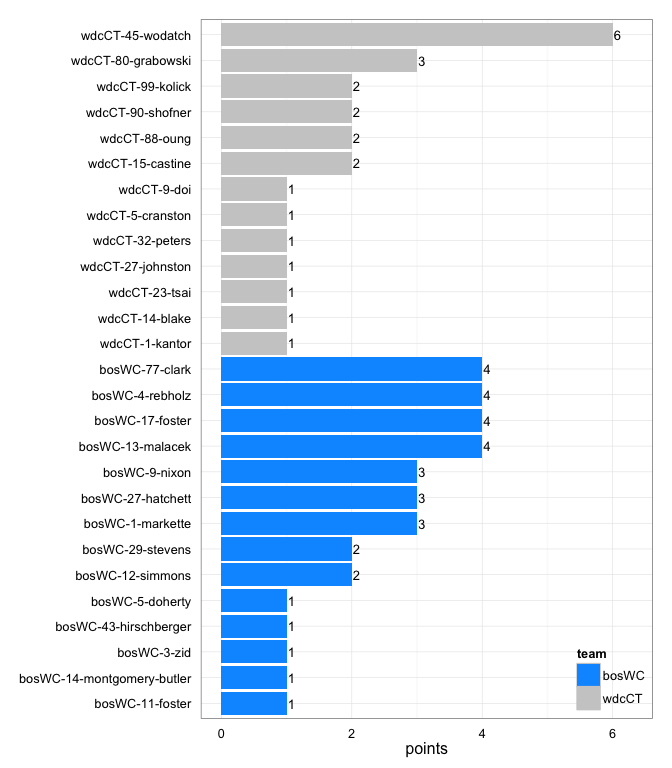 wdcCT-45-wodatch 6
wdcCT-80-grabowski 3
wdcCT-99-kolick 2
wdcCT-90-shofner 2
wdcCT-88-oung 2
wdcCT-15-castine 2
wdcCT-9-doi 1
wdcCT-5-cranston 1
wdcCT-32-peters 1
wdcCT-27-johnston 1
wdcCT-23-tsai 1
wdcCT-14-blake 1
wdcCT-1-kantor 1
bosWC-77-clark 4
bosWC-4-rebholz 4
bosWC-17-foster 4
bosWC-13-malacek 4
bosWC-9-nixon 3
bosWC-27-hatchett 3
bosWC-1-markette 3
bosWC-29-stevens 2
bosWC-12-simmons 2
bosWC-5-doherty 1
bosWC-43-hirschberger 1
bosWC-3-zid 1
bosWC-14-montgomery-butler 1
bosWC-11-foster 1
team
bosWC
wdcCT
0 2 4 6
points